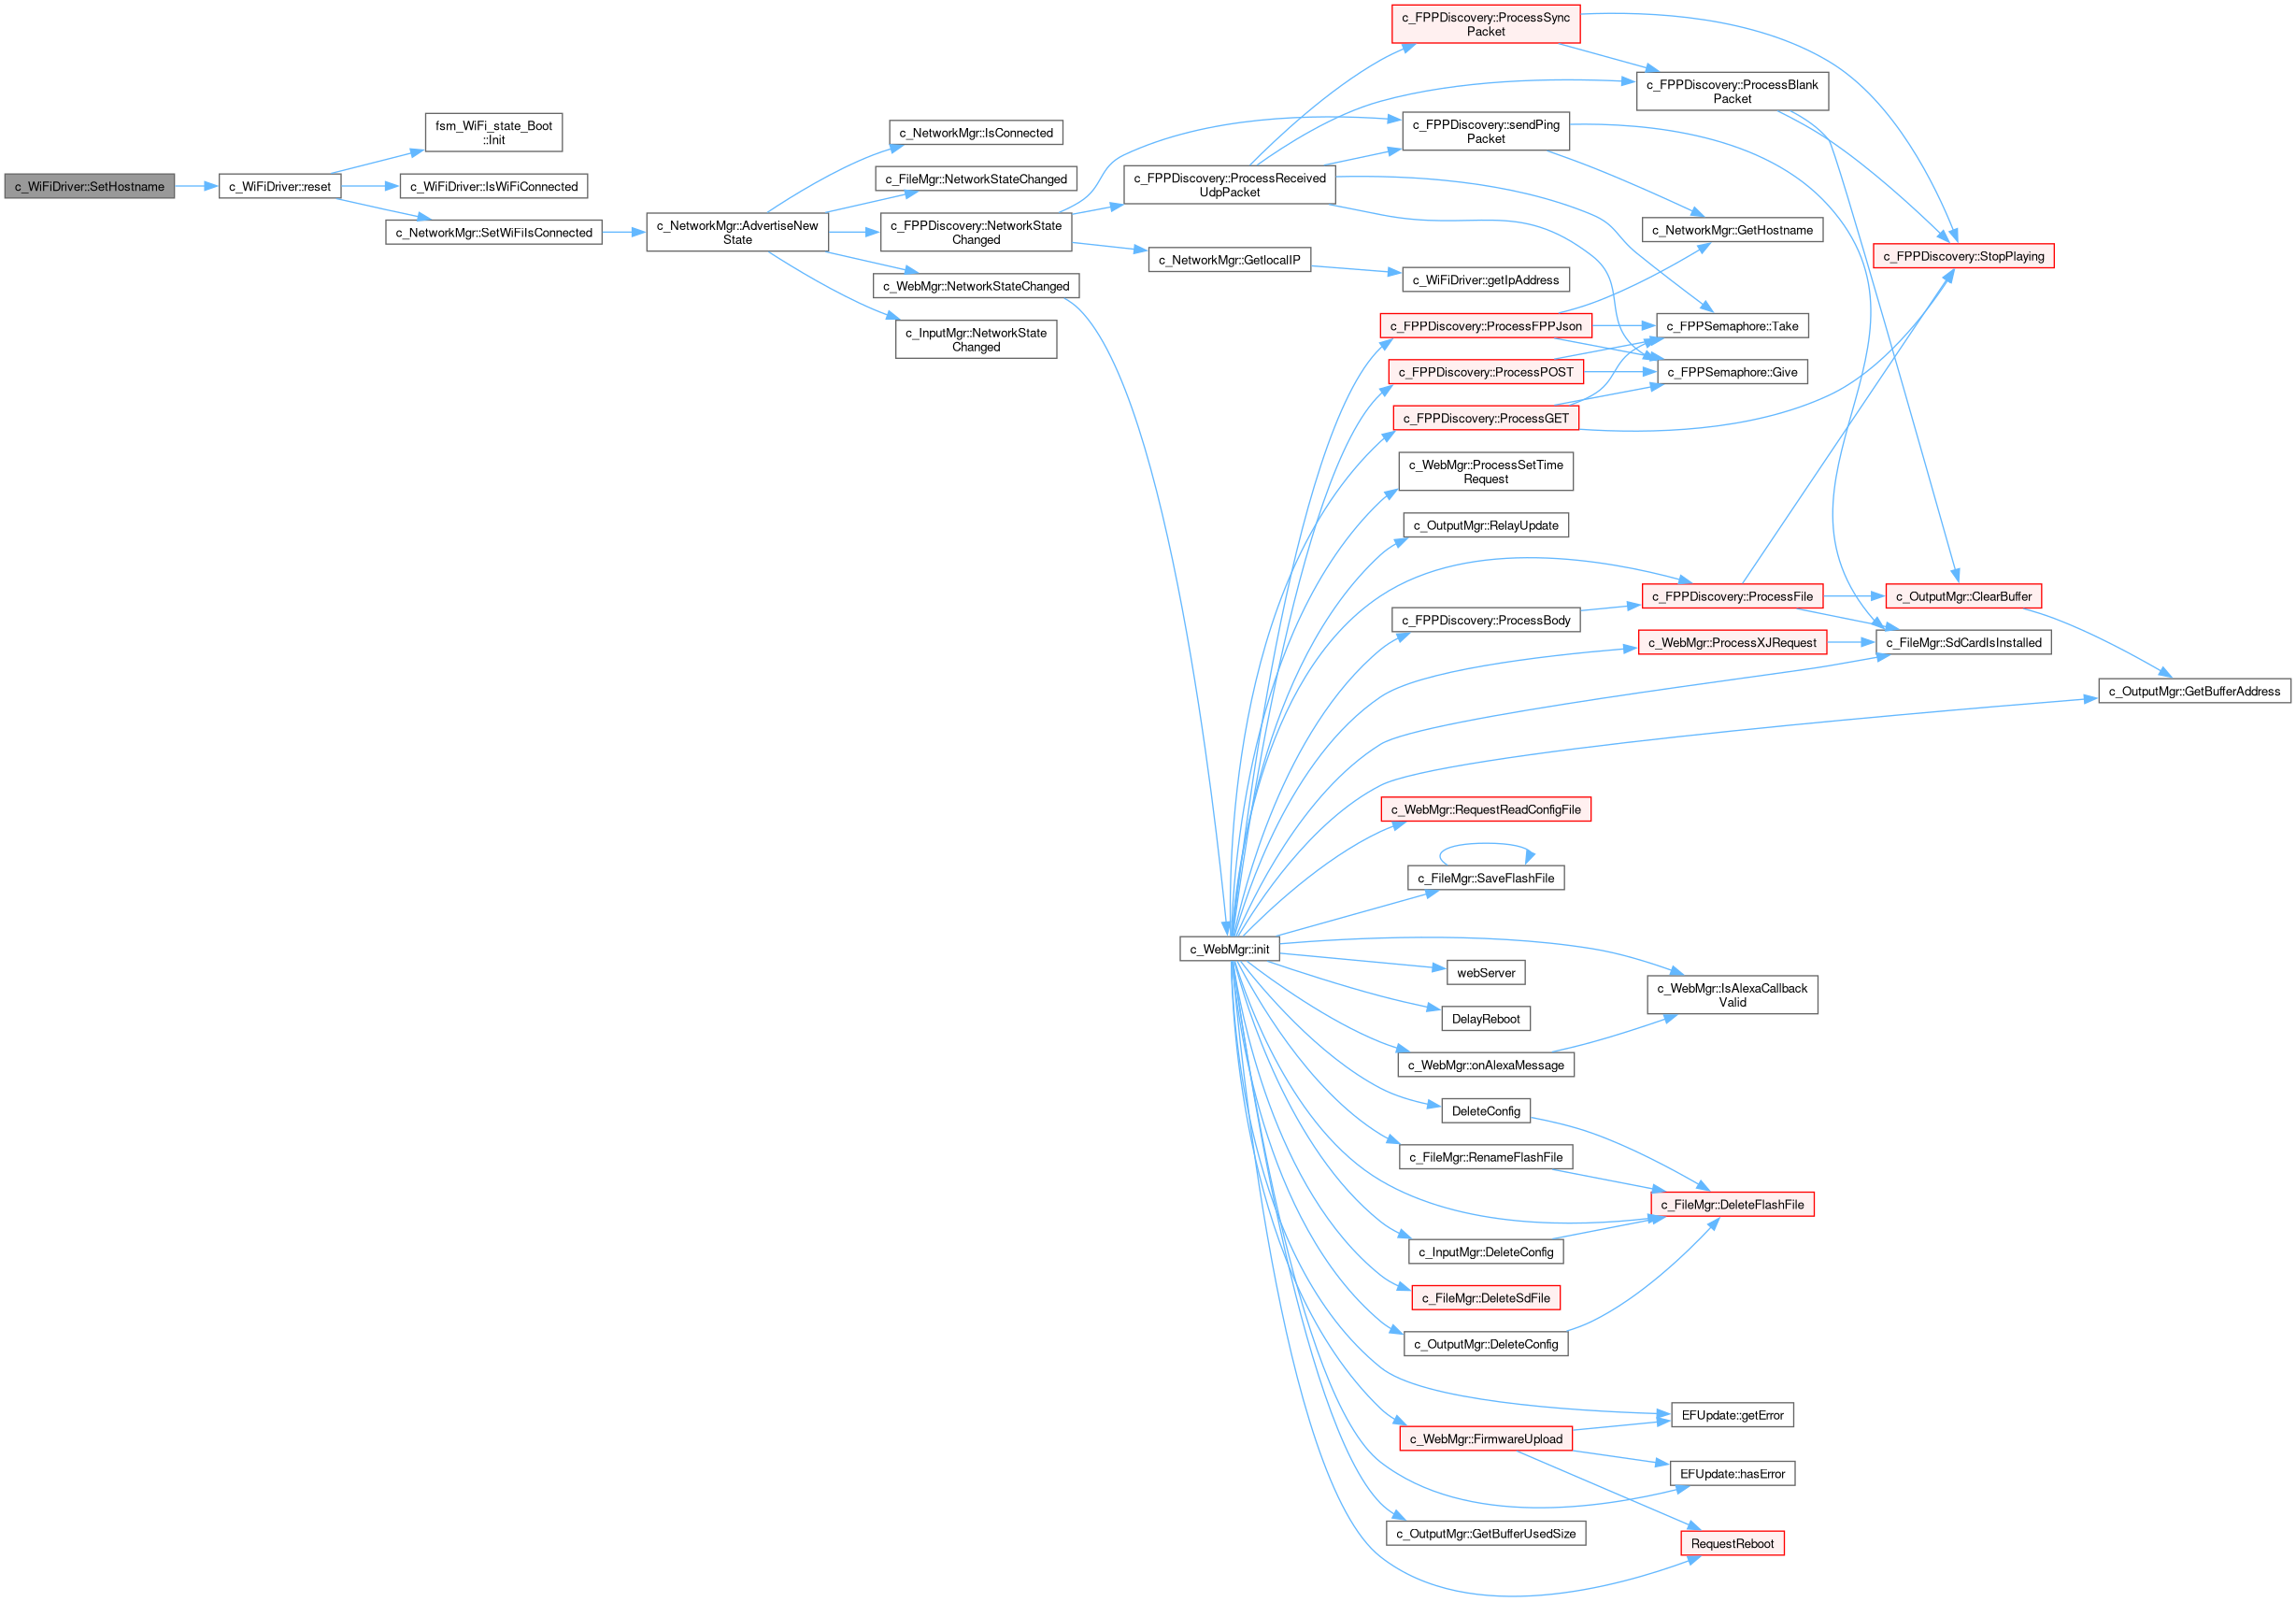 c_WiFiDriver::SetHostname
c_WiFiDriver::reset
fsm_WiFi_state_Boot
::Init
c_WiFiDriver::IsWiFiConnected
c_NetworkMgr::SetWiFiIsConnected
c_NetworkMgr::AdvertiseNew
State
c_NetworkMgr::IsConnected
c_FileMgr::NetworkStateChanged
c_FPPDiscovery::NetworkState
Changed
c_WebMgr::NetworkStateChanged
c_InputMgr::NetworkState
Changed
c_FPPDiscovery::ProcessReceived
UdpPacket
c_NetworkMgr::GetlocalIP
c_WebMgr::init
c_FPPDiscovery::ProcessSync
Packet
c_FPPDiscovery::sendPing
Packet
c_WiFiDriver::getIpAddress
c_FPPDiscovery::ProcessFPPJson
c_FPPDiscovery::ProcessPOST
c_FPPDiscovery::ProcessGET
c_WebMgr::ProcessSetTime
Request
c_OutputMgr::RelayUpdate
c_FPPDiscovery::ProcessBody
c_WebMgr::RequestReadConfigFile
c_FileMgr::SaveFlashFile
webServer
DelayReboot
c_WebMgr::onAlexaMessage
DeleteConfig
c_FileMgr::RenameFlashFile
c_InputMgr::DeleteConfig
c_FileMgr::DeleteSdFile
c_OutputMgr::DeleteConfig
c_WebMgr::FirmwareUpload
c_OutputMgr::GetBufferUsedSize
c_FPPDiscovery::ProcessBlank
Packet
c_NetworkMgr::GetHostname
c_FPPSemaphore::Take
c_FPPSemaphore::Give
c_FPPDiscovery::ProcessFile
c_WebMgr::ProcessXJRequest
c_WebMgr::IsAlexaCallback
Valid
c_FileMgr::DeleteFlashFile
EFUpdate::getError
EFUpdate::hasError
RequestReboot
c_FPPDiscovery::StopPlaying
c_OutputMgr::ClearBuffer
c_FileMgr::SdCardIsInstalled
c_OutputMgr::GetBufferAddress